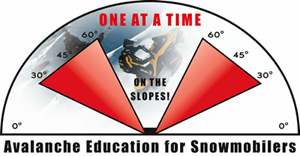 ONE AT A TIME
60° 60°
45° 45°
30° 30°
ON THE
SLOPES!
0° 0°
Avalanche Education for Snowmobilers